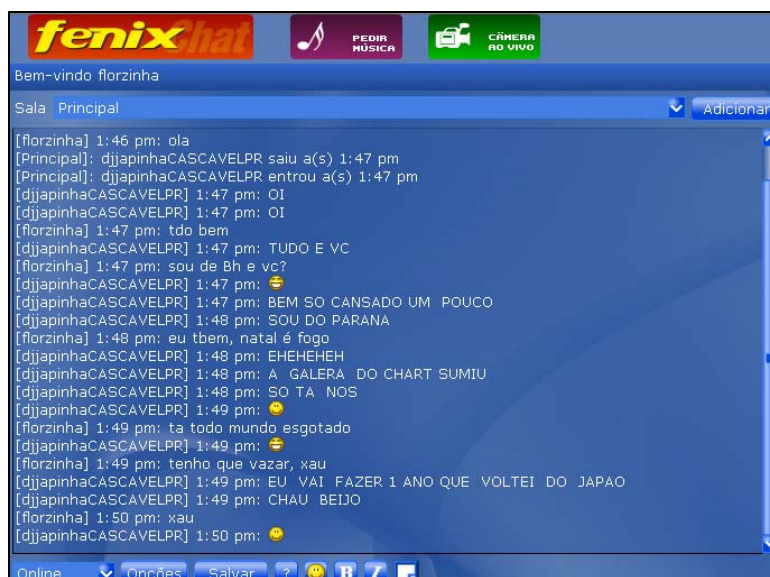 fenixChat
PEDIR MÚSICA
CÂMERA AO VIVO
Bem-vindo florzinha
Sala Principal Adicionar
[florzinha] 1:46 pm: ola
[Principal]: djjapinhaCASCAVELPR saiu a(s) 1:47 pm
[Principal]: djjapinhaCASCAVELPR entrou a(s) 1:47 pm
[djjapinhaCASCAVELPR] 1:47 pm: OI
[djjapinhaCASCAVELPR] 1:47 pm: OI
[florzinha] 1:47 pm: tdo bem
[djjapinhaCASCAVELPR] 1:47 pm: TUDO E VC
[florzinha] 1:47 pm: sou de Bh e vc?
[djjapinhaCASCAVELPR] 1:47 pm:
[djjapinhaCASCAVELPR] 1:47 pm: BEM SO CANSADO UM POUCO
[djjapinhaCASCAVELPR] 1:48 pm: SOU DO PARANA
[florzinha] 1:48 pm: eu tbem, natal é fogo
[djjapinhaCASCAVELPR] 1:48 pm: EHEHEHEH
[djjapinhaCASCAVELPR] 1:48 pm: A GALERA DO CHART SUMIU
[djjapinhaCASCAVELPR] 1:48 pm: SO TA NOS
[djjapinhaCASCAVELPR] 1:49 pm:
[florzinha] 1:49 pm: ta todo mundo esgotado
[djjapinhaCASCAVELPR] 1:49 pm:
[florzinha] 1:49 pm: tenho que vazar, xau
[djjapinhaCASCAVELPR] 1:49 pm: EU VAI FAZER 1 ANO QUE VOLTEI DO JAPAO
[djjapinhaCASCAVELPR] 1:49 pm: CHAU BEIJO
[florzinha] 1:50 pm: xau
[djjapinhaCASCAVELPR] 1:50 pm:
Online Opções Salvar ? B I